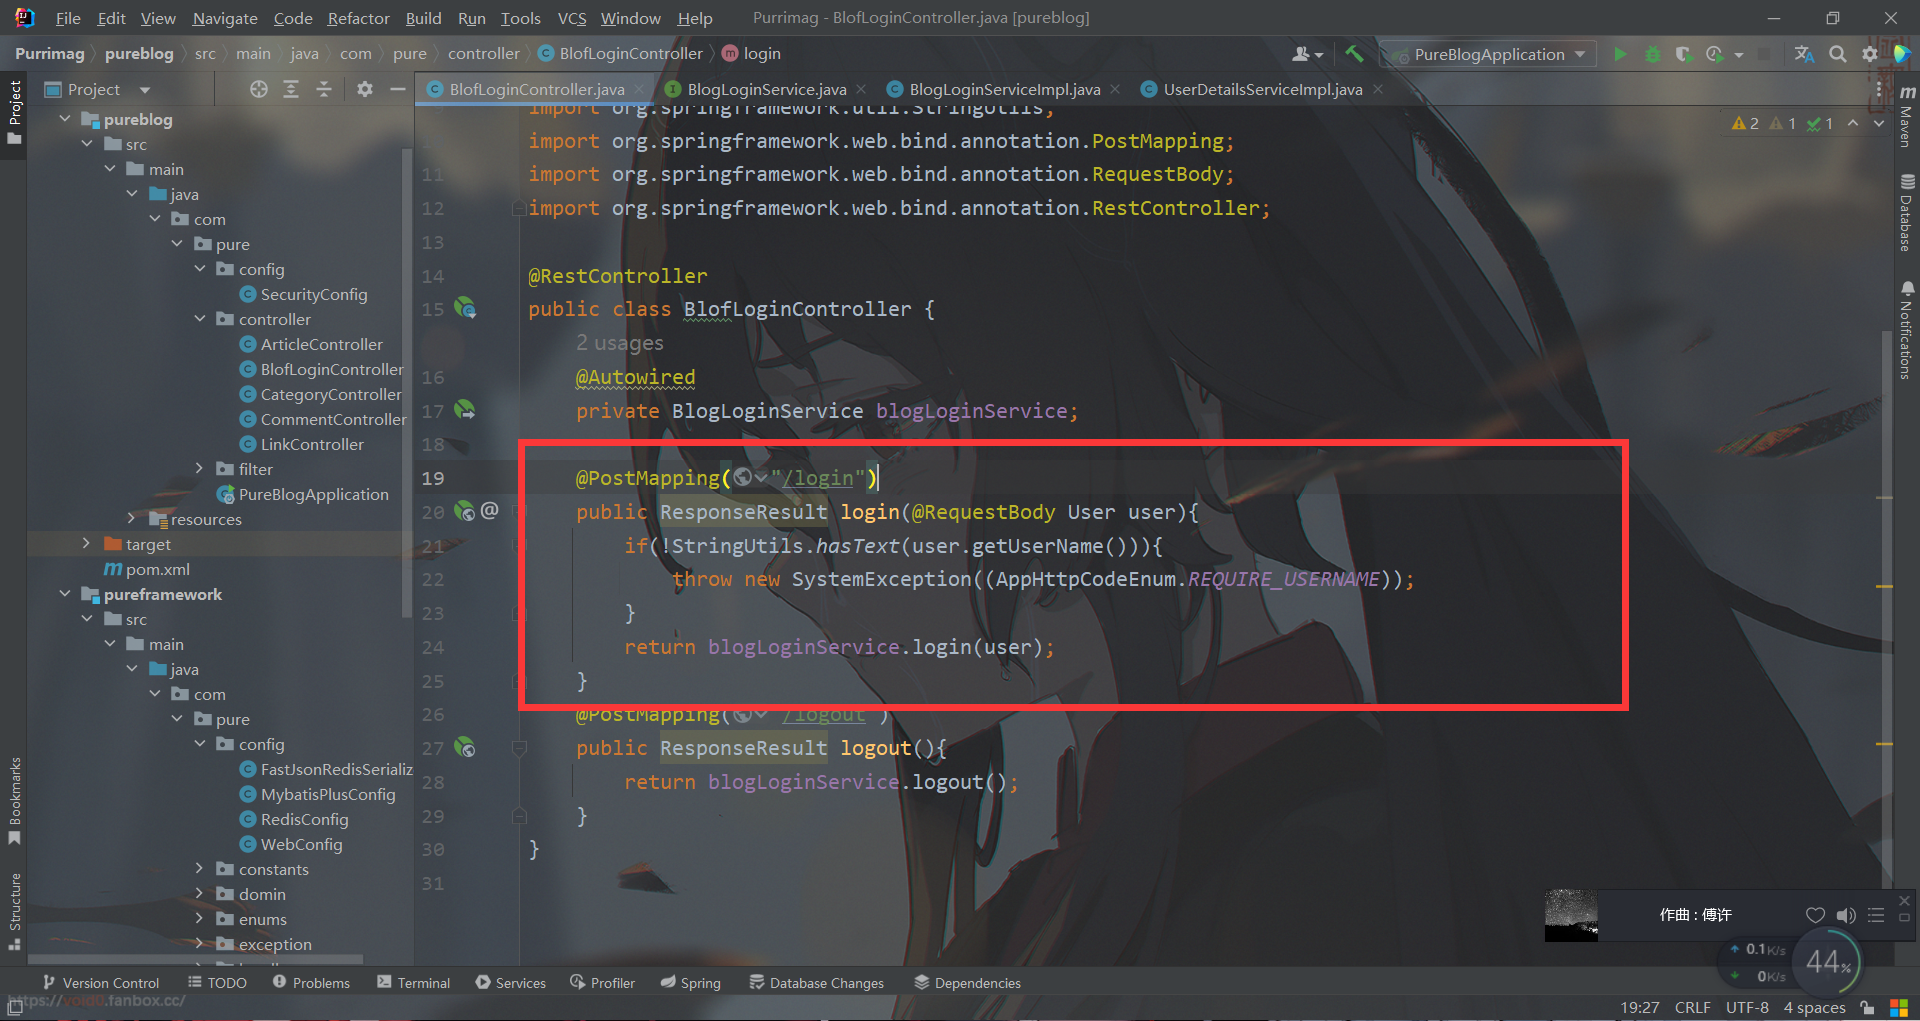 File Edit View Navigate Code Refactor Build Run Tools VCS Window Help Purrimag - BlofLoginController.java [pureblog]
Purrimag pureblog src main java com pure controller BlofLoginController login PureBlogApplication
Project
BlofLoginController.java BlogLoginService.java BlogLoginServiceImpl.java UserDetailsServiceImpl.java
Project
pureblog
src
main
java
com
pure
config
SecurityConfig
controller
ArticleController
BlofLoginController
CategoryController
CommentController
LinkController
filter
PureBlogApplication
resources
target
pom.xml
pureframework
src
main
java
com
pure
config
FastJsonRedisSerializ
MybatisPlusConfig
RedisConfig
WebConfig
constants
domin
enums
exception
Bookmarks
Structure
import org.springframework.util.StringUtils;
import org.springframework.web.bind.annotation.PostMapping;
11 import org.springframework.web.bind.annotation.RequestBody;
12 import org.springframework.web.bind.annotation.RestController;
13
14 @RestController
15 public class BlofLoginController {
2 usages
16 @Autowired
17 private BlogLoginService blogLoginService;
18
19 @PostMapping("/login")
20 @ public ResponseResult login(@RequestBody User user){
21 if(!StringUtils.hasText(user.getUserName())){
22 throw new SystemException((AppHttpCodeEnum.REQUIRE_USERNAME));
23 }
24 return blogLoginService.login(user);
25 }
26 @PostMapping("/logout")
27 public ResponseResult logout(){
28 return blogLoginService.logout();
29 }
30 }
31
2 1 1
m Maven
Database
Notifications
作曲 : 傅许
0.1K/s
0K/s
44%
Version Control TODO Problems Terminal Services Profiler Spring Database Changes Dependencies
https://void0.fanbox.cc/
19:27 CRLF UTF-8 4 spaces